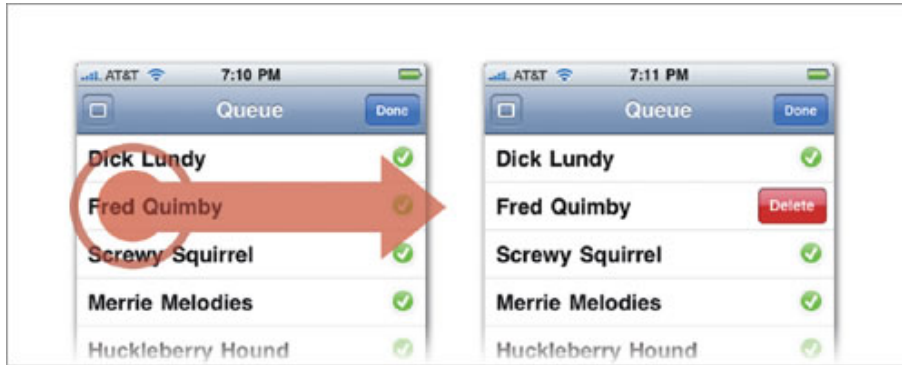 AT&T 7:10 PM
Queue Done
Dick Lundy
Fred Quimby
Screwy Squirrel
Merrie Melodies
Huckleberry Hound
AT&T 7:11 PM
Queue Done
Dick Lundy
Fred Quimby Delete
Screwy Squirrel
Merrie Melodies
Huckleberry Hound